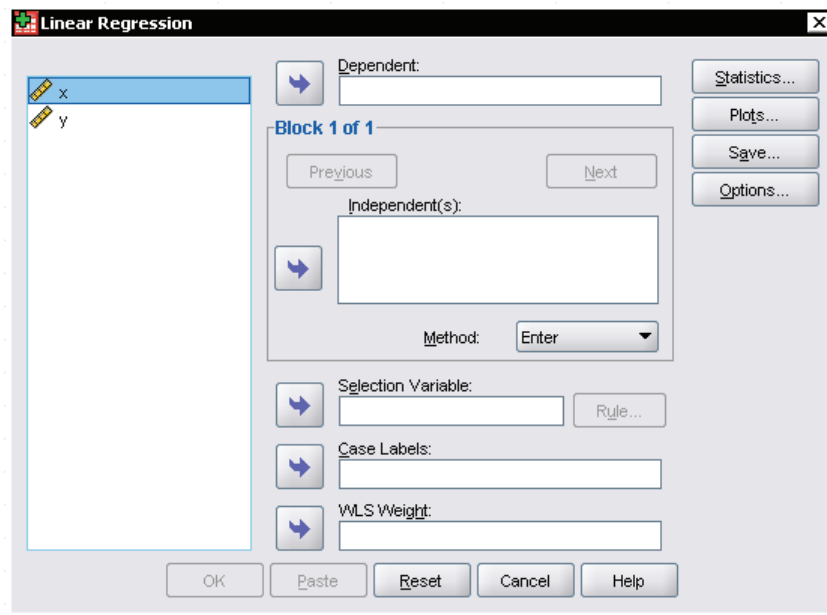 Linear Regression
x
y
Dependent:
Statistics...
Plots...
Save...
Options...
Block 1 of 1
Previous
Next
Independent(s):
Method:
Enter
Selection Variable:
Rule...
Case Labels:
WLS Weight:
OK
Paste
Reset
Cancel
Help